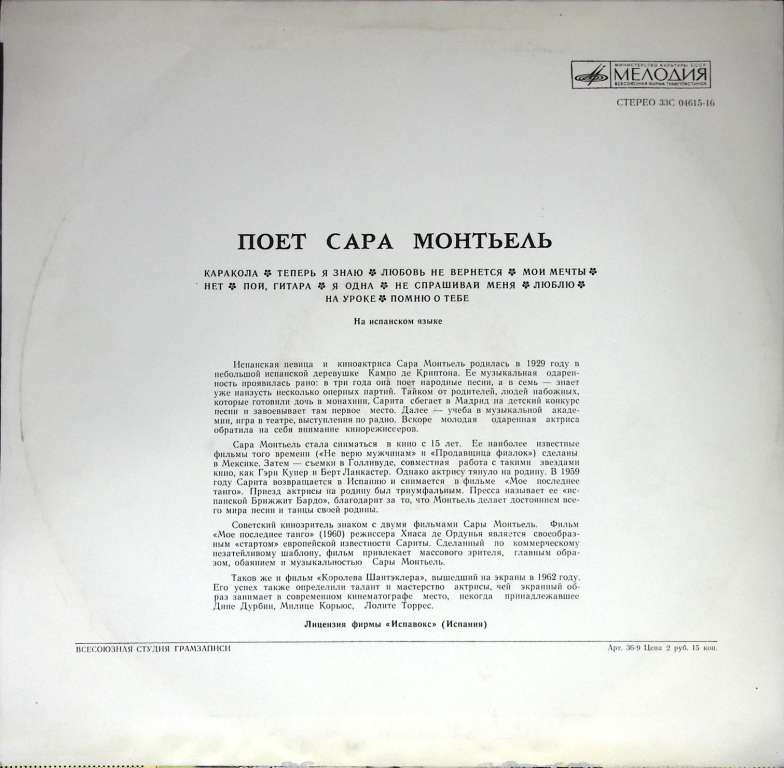 МИНИСТЕРСТВО КУЛЬТУРЫ СССР
МЕЛОДИЯ
ВСЕСОЮЗНАЯ ФИРМА ГРАМПЛАСТИНОК
СТЕРЕО 33С 04615-16
ПОЕТ САРА МОНТЬЕЛЬ
КАРАКОЛА ✽ ТЕПЕРЬ Я ЗНАЮ ✽ ЛЮБОВЬ НЕ ВЕРНЕТСЯ ✽ МОИ МЕЧТЫ ✽
НЕТ ✽ ПОЙ, ГИТАРА ✽ Я ОДНА ✽ НЕ СПРАШИВАЙ МЕНЯ ✽ ЛЮБЛЮ ✽
НА УРОКЕ ✽ ПОМНЮ О ТЕБЕ
На испанском языке
Испанская певица и киноактриса Сара Монтьель родилась в 1929 году в
небольшой испанской деревушке Кампо де Криптона. Ее музыкальная одарен-
ность проявилась рано: в три года она поет народные песни, а в семь — знает
уже наизусть несколько оперных партий. Тайком от родителей, людей набожных,
которые готовили дочь в монахини, Сарита сбегает в Мадрид на детский конкурс
песни и завоевывает там первое место. Далее — учеба в музыкальной акаде-
мии, игра в театре, выступления по радио. Вскоре молодая одаренная актриса
обратила на себя внимание кинорежиссеров.
Сара Монтьель стала сниматься в кино с 15 лет. Ее наиболее известные
фильмы того времени («Не верю мужчинам» и «Продавщица фиалок») сделаны
в Мексике. Затем — съемки в Голливуде, совместная работа с такими звездами
кино, как Гэри Купер и Берт Ланкастер. Однако актрису тянуло на родину. В 1959
году Сарита возвращается в Испанию и снимается в фильме «Мое последнее
танго». Приезд актрисы на родину был триумфальным. Пресса называет ее «ис-
панской Брижжит Бардо», благодарит за то, что Монтьель делает достоянием все-
го мира песни и танцы своей родины.
Советский кинозритель знаком с двумя фильмами Сары Монтьель. Фильм
«Мое последнее танго» (1960) режиссера Хиаса де Ордунья является своеобраз-
ным «стартом» европейской известности Сариты. Сделанный по коммерческому
незатейливому шаблону, фильм привлекает массового зрителя, главным обра-
зом, обаянием и музыкальностью Сары Монтьель.
Таков же и фильм «Королева Шантэклера», вышедший на экраны в 1962 году.
Его успех также определили талант и мастерство актрисы, чей экранный об-
раз занимает в современном кинематографе место, некогда принадлежавшее
Дине Дурбин, Милице Корьюс, Лолите Торрес.
Лицензия фирмы «Испавокс» (Испания)
ВСЕСОЮЗНАЯ СТУДИЯ ГРАМЗАПИСИ
Арт. 36-9 Цена 2 руб. 15 коп.